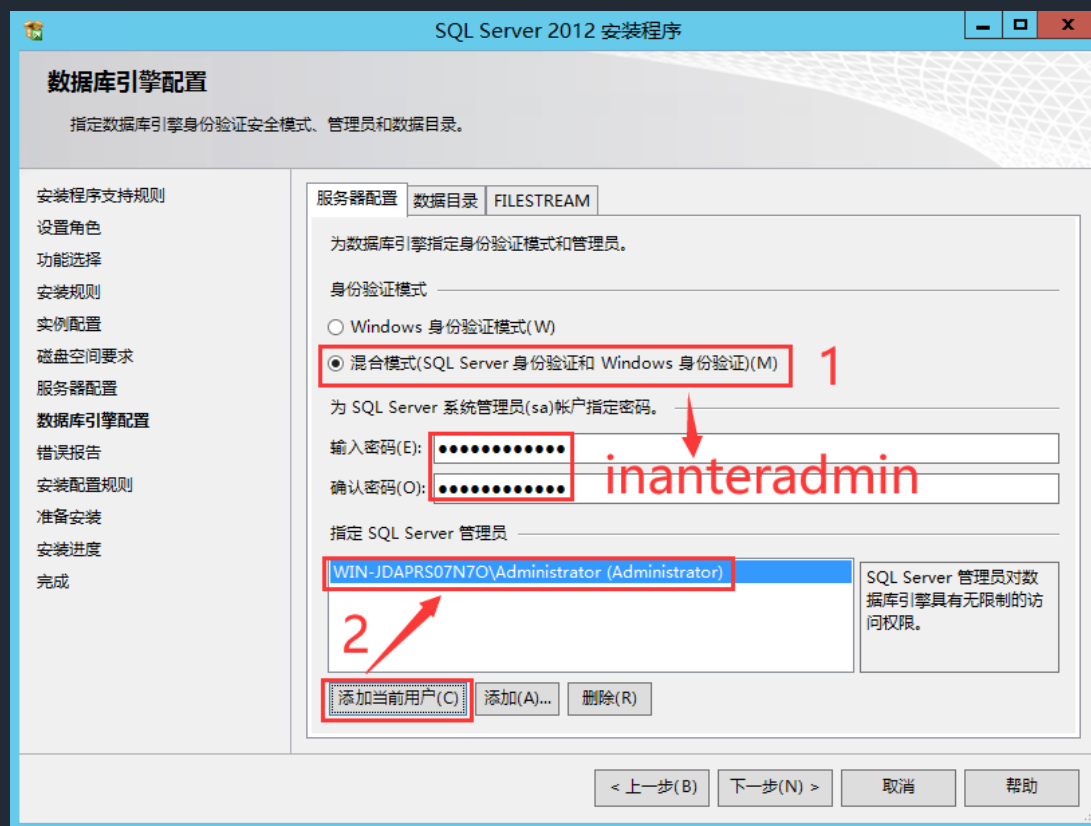 SQL Server 2012 安装程序
数据库引擎配置
指定数据库引擎身份验证安全模式、管理员和数据目录。
安装程序支持规则
设置角色
功能选择
安装规则
实例配置
磁盘空间要求
服务器配置
数据库引擎配置
错误报告
安装配置规则
准备安装
安装进度
完成
服务器配置 数据目录 FILESTREAM
为数据库引擎指定身份验证模式和管理员。
身份验证模式
Windows 身份验证模式(W)
混合模式(SQL Server 身份验证和 Windows 身份验证)(M)
1
为 SQL Server 系统管理员(sa)帐户指定密码。
输入密码(E): ●●●●●●●●●●●●
inanteradmin
确认密码(O): ●●●●●●●●●●●●
指定 SQL Server 管理员
WIN-JDAPRS07N7O\Administrator (Administrator)
SQL Server 管理员对数
据库引擎具有无限制的访
问权限。
2
添加当前用户(C) 添加(A)... 删除(R)
< 上一步(B) 下一步(N) > 取消 帮助